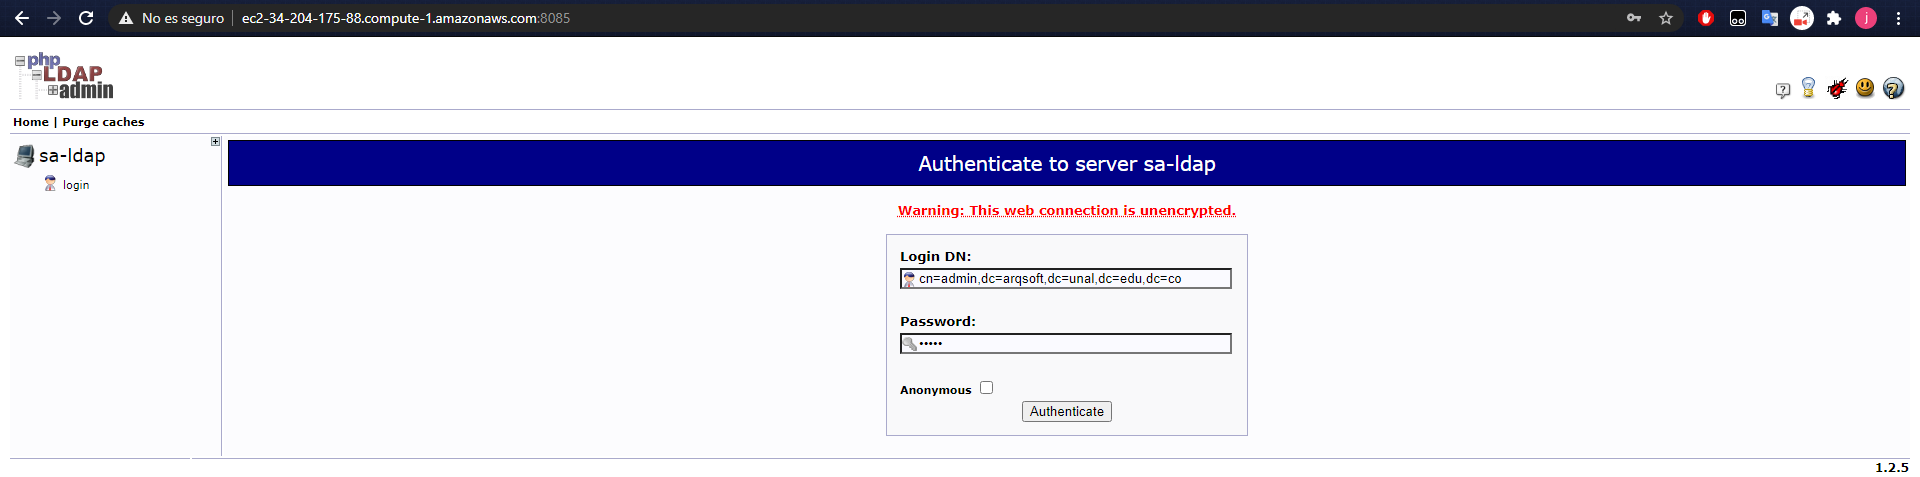 No es seguro ec2-34-204-175-88.compute-1.amazonaws.com:8085
j
php
LDAP
admin
Home | Purge caches
sa-ldap
login
Authenticate to server sa-ldap
Warning: This web connection is unencrypted.
Login DN:
cn=admin,dc=arqsoft,dc=unal,dc=edu,dc=co
Password:
•••••
Anonymous
Authenticate
1.2.5